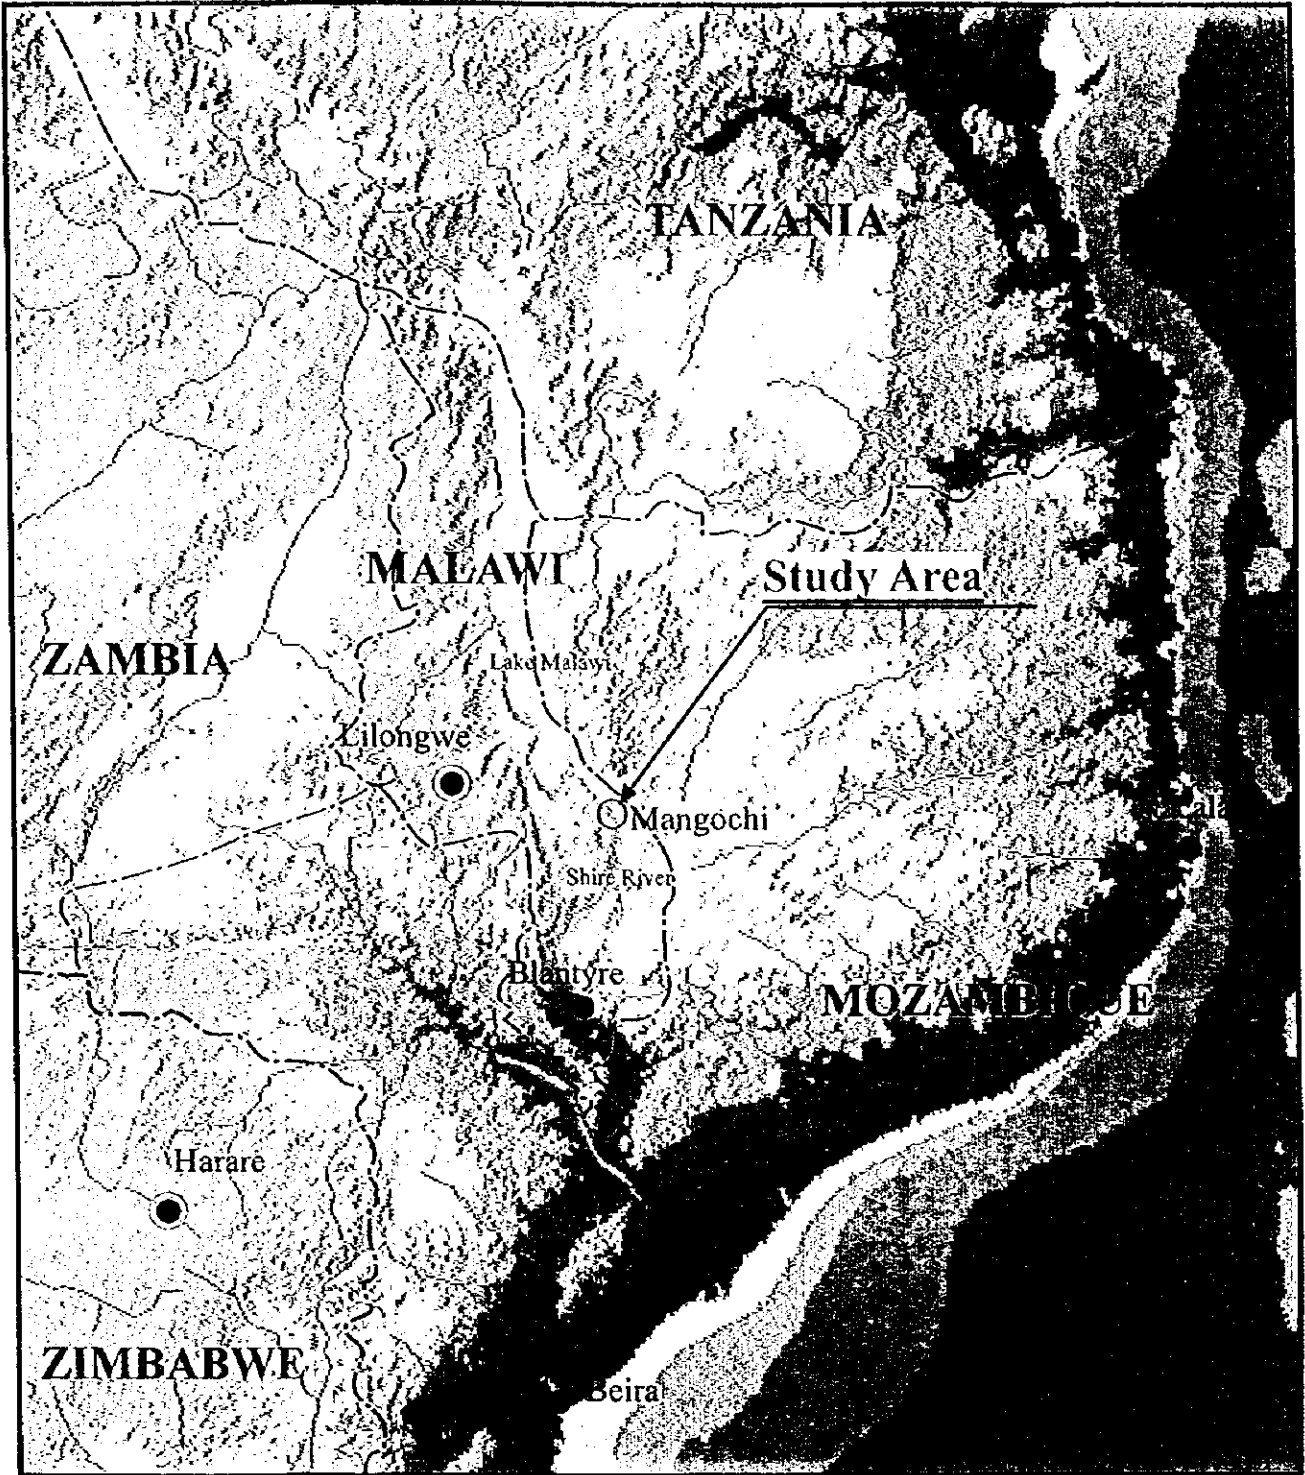 TANZANIA
MALAWI
Study Area
ZAMBIA
Lake Malawi
Lilongwe
Mangochi
Shire River
Blantyre
MOZAMBIQUE
Harare
ZIMBABWE
Beira